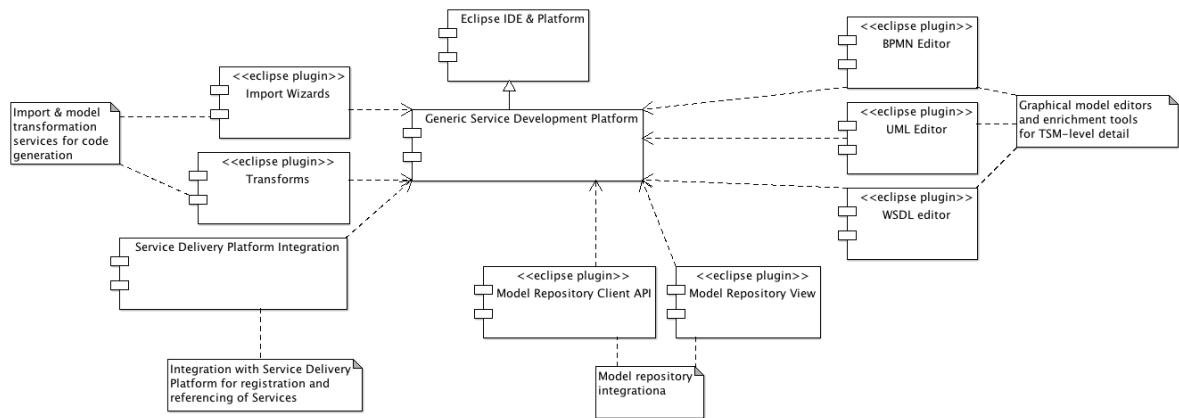 Eclipse IDE & Platform
<<eclipse plugin>>
BPMN Editor
<<eclipse plugin>>
Import Wizards
Import & model
transformation
services for code
generation
Generic Service Development Platform
<<eclipse plugin>>
UML Editor
Graphical model editors
and enrichment tools
for TSM-level detail
<<eclipse plugin>>
Transforms
<<eclipse plugin>>
WSDL editor
Service Delivery Platform Integration
<<eclipse plugin>>
Model Repository Client API
<<eclipse plugin>>
Model Repository View
Integration with Service Delivery
Platform for registration and
referencing of Services
Model repository
integrationa